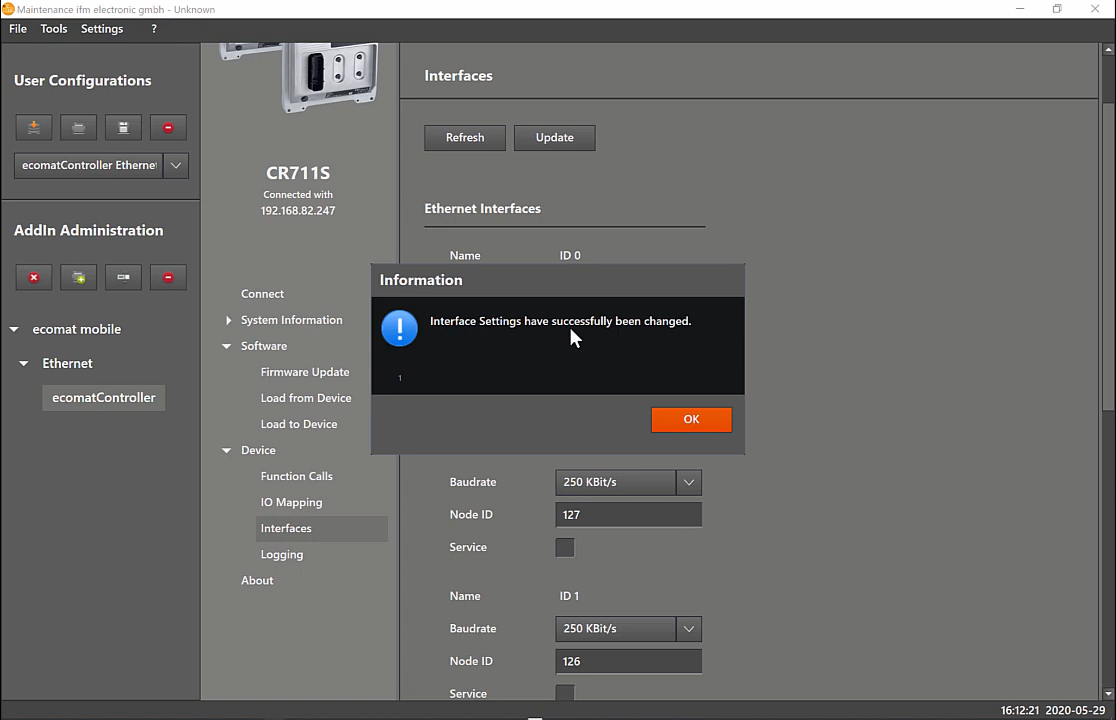 Maintenance ifm electronic gmbh - Unknown
File Tools Settings ?
User Configurations
ecomatController Etherne
AddIn Administration
ecomat mobile
Ethernet
ecomatController
CR711S
Connected with
192.168.82.247
Connect
System Information
Software
Firmware Update
Load from Device
Load to Device
Device
Function Calls
IO Mapping
Interfaces
Logging
About
Interfaces
Refresh Update
Ethernet Interfaces
Name ID 0
Information
Interface Settings have successfully been changed.
1
OK
Baudrate 250 KBit/s
Node ID 127
Service
Name ID 1
Baudrate 250 KBit/s
Node ID 126
Service
16:12:21 2020-05-29